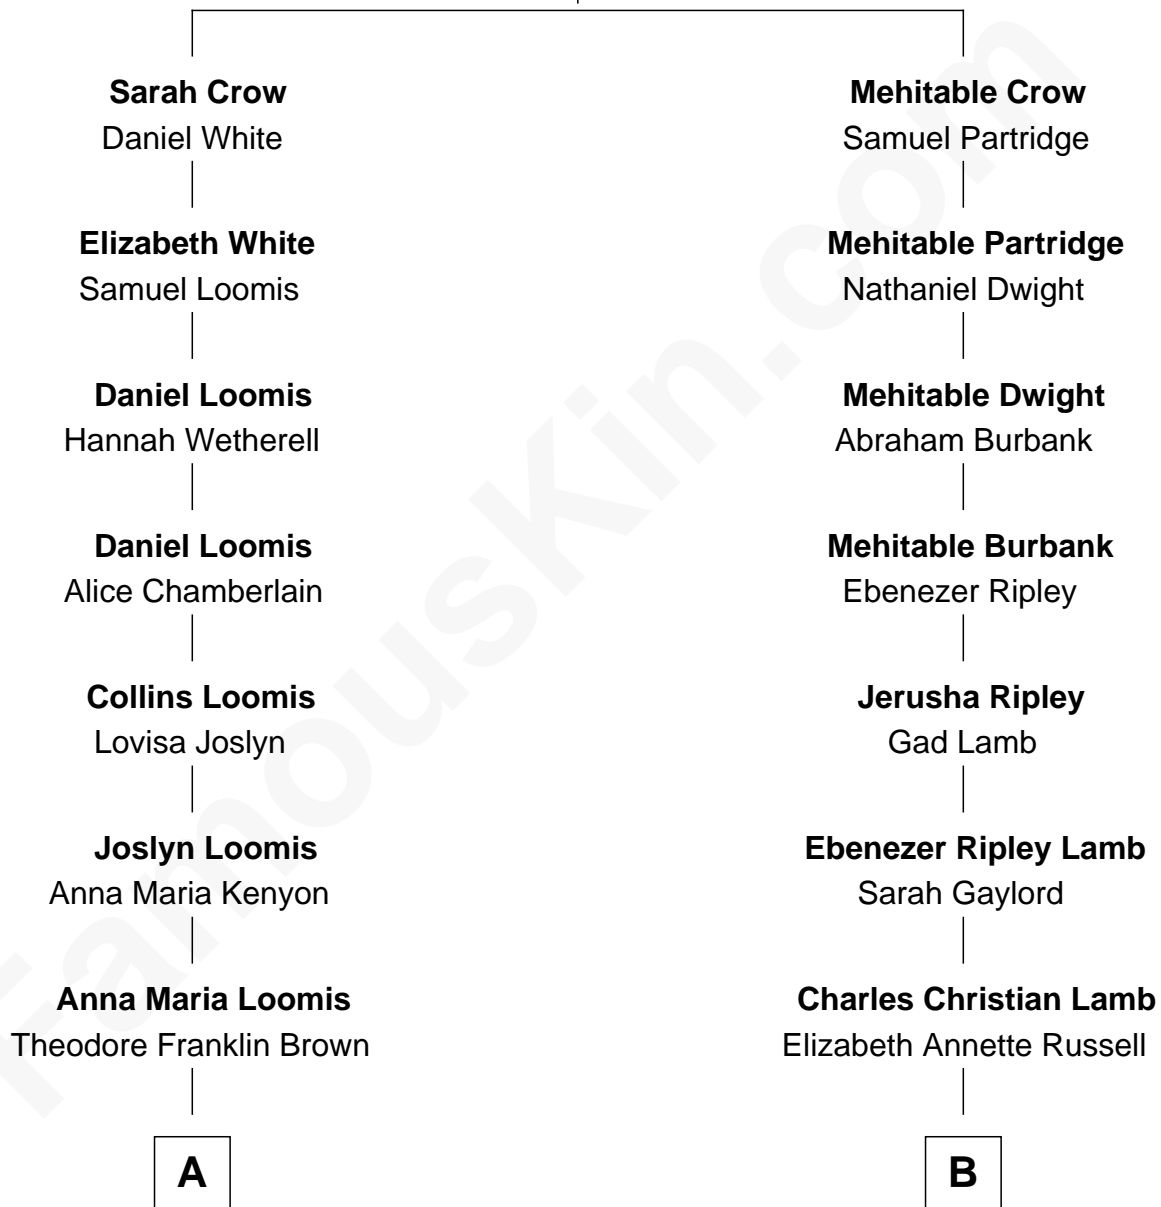 Sarah Crow
Daniel White
Elizabeth White
Samuel Loomis
Daniel Loomis
Hannah Wetherell
Daniel Loomis
Alice Chamberlain
Collins Loomis
Lovisa Joslyn
Joslyn Loomis
Anna Maria Kenyon
Anna Maria Loomis
Theodore Franklin Brown
A
Mehitable Crow
Samuel Partridge
Mehitable Partridge
Nathaniel Dwight
Mehitable Dwight
Abraham Burbank
Mehitable Burbank
Ebenezer Ripley
Jerusha Ripley
Gad Lamb
Ebenezer Ripley Lamb
Sarah Gaylord
Charles Christian Lamb
Elizabeth Annette Russell
B
FamousKin.com